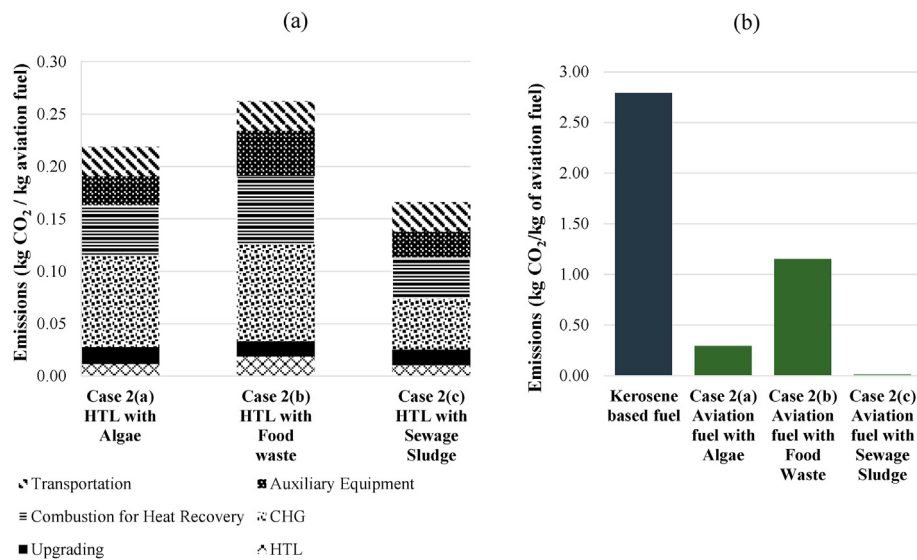 (a)
Emissions (kg CO2 / kg aviation fuel)
0.30
0.25
0.20
0.15
0.10
0.05
0.00
Case 2(a)
HTL with
Algae
Case 2(b)
HTL with
Food
waste
Case 2(c)
HTL with
Sewage
Sludge
Transportation
Auxiliary Equipment
Combustion for Heat Recovery
CHG
Upgrading
HTL
(b)
Emissions (kg CO2/kg of aviation fuel)
3.00
2.50
2.00
1.50
1.00
0.50
0.00
Kerosene
based fuel
Case 2(a)
Aviation
fuel with
Algae
Case 2(b)
Aviation
fuel with
Food
Waste
Case 2(c)
Aviation
fuel with
Sewage
Sludge